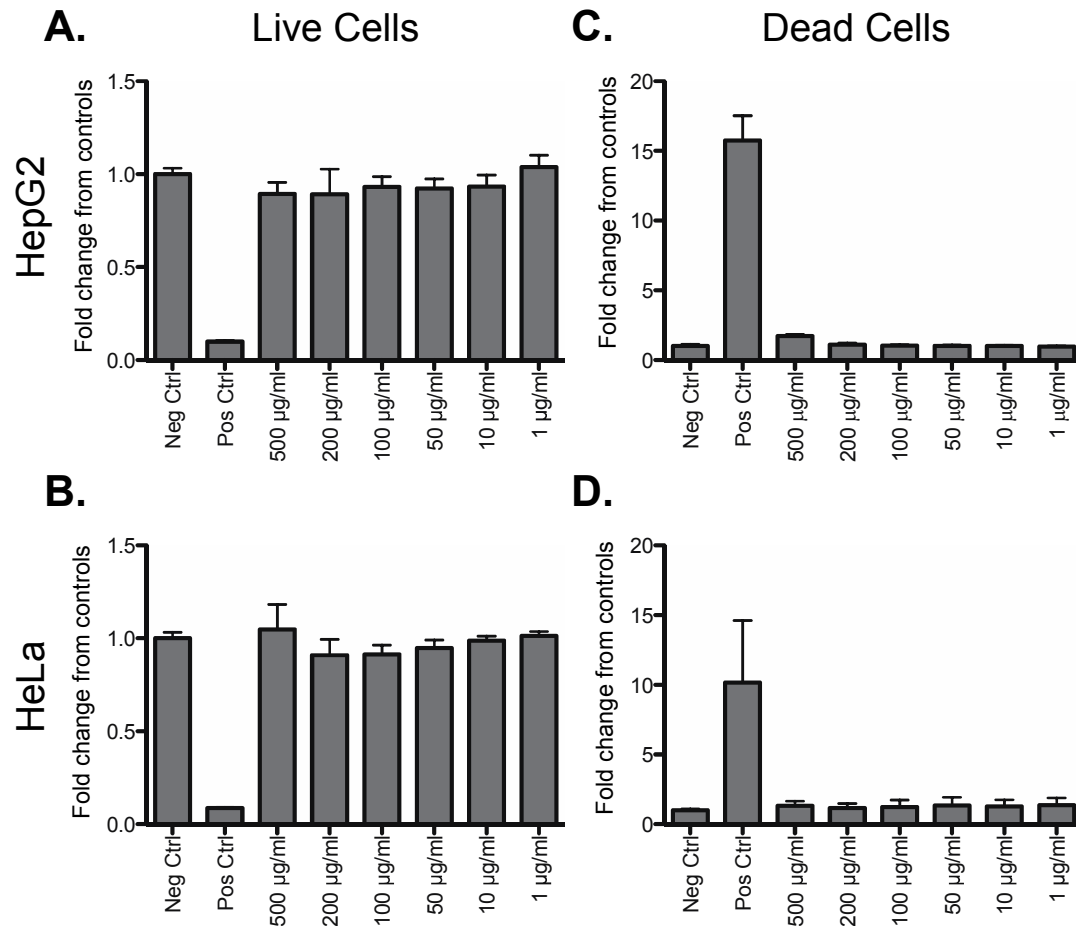 A.
Live Cells
C.
Dead Cells
HepG2
Fold change from controls
1.5
1.0
0.5
0.0
Neg Ctrl
Pos Ctrl
500 µg/ml
200 µg/ml
100 µg/ml
50 µg/ml
10 µg/ml
1 µg/ml
Fold change from controls
20
15
10
5
0
Neg Ctrl
Pos Ctrl
500 µg/ml
200 µg/ml
100 µg/ml
50 µg/ml
10 µg/ml
1 µg/ml
B.
D.
HeLa
Fold change from controls
1.5
1.0
0.5
0.0
Neg Ctrl
Pos Ctrl
500 µg/ml
200 µg/ml
100 µg/ml
50 µg/ml
10 µg/ml
1 µg/ml
Fold change from controls
20
15
10
5
0
Neg Ctrl
Pos Ctrl
500 µg/ml
200 µg/ml
100 µg/ml
50 µg/ml
10 µg/ml
1 µg/ml